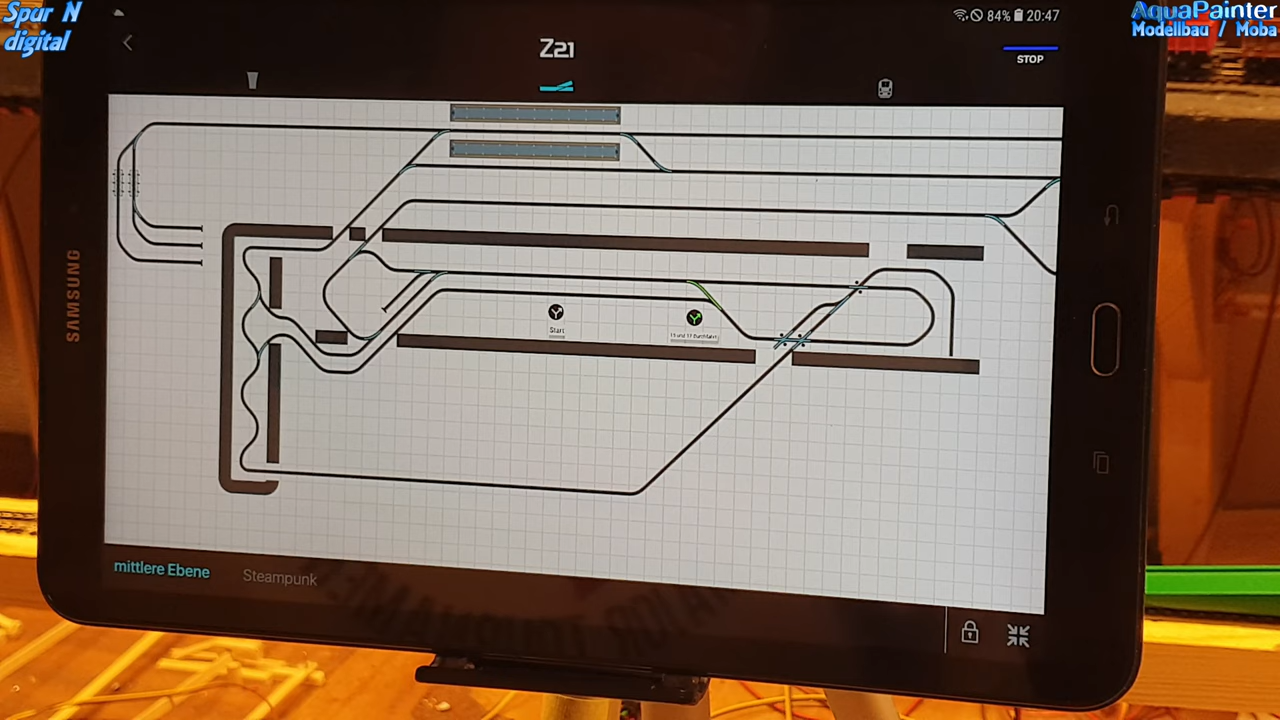 Spur N
digital
AquaPainter
Modellbau / Moba
84% 20:47
Z21
STOP
SAMSUNG
Start
mittlere Ebene
Steampunk